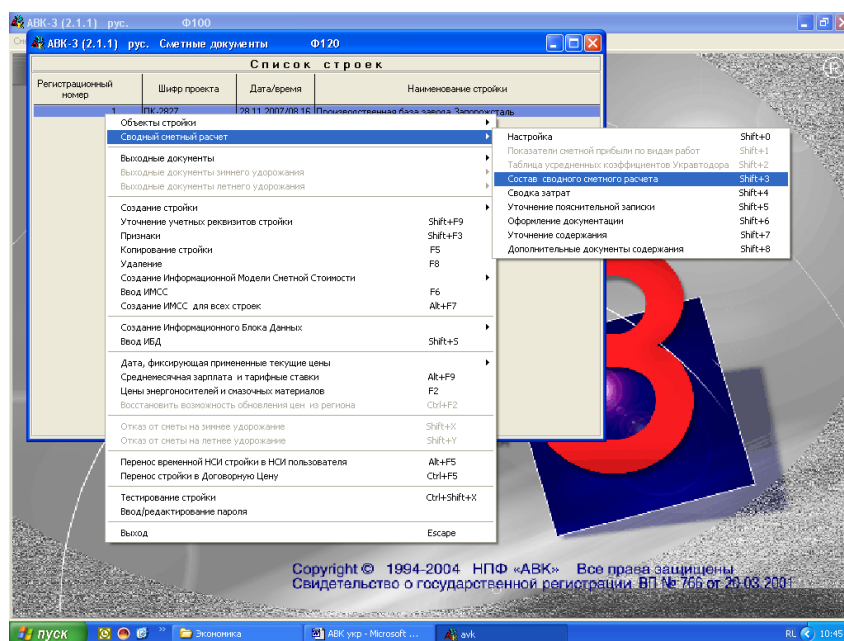 АВК-3 (2.1.1) рус. Ф100
АВК-3 (2.1.1) рус. Сметные документы Ф120
Список строек
Регистрационный номер Шифр проекта Дата/время Наименование стройки
1 ПК-2827 28.11.2007/08.16 Производственная база завода Запорожсталь
Объекты стройки
Сводный сметный расчет
Выходные документы
Выходные документы зимнего удорожания
Выходные документы летнего удорожания
Создание стройки
Уточнение учетных реквизитов стройки Shift+F9
Признаки Shift+F3
Копирование стройки F5
Удаление F8
Создание Информационной Модели Сметной Стоимости
Ввод ИМСС F6
Создание ИМСС для всех строек Alt+F7
Создание Информационного Блока Данных
Ввод ИБД Shift+S
Дата, фиксирующая примененные текущие цены
Среднемесячная зарплата и тарифные ставки Alt+F9
Цены энергоносителей и смазочных материалов F2
Восстановить возможность обновления цен из региона Ctrl+F2
Отказ от сметы на зимнее удорожание Shift+X
Отказ от сметы на летнее удорожание Shift+Y
Перенос временной НСИ стройки в НСИ пользователя Alt+F5
Перенос стройки в Договорную Цену Ctrl+F5
Тестирование стройки Ctrl+Shift+X
Ввод/редактирование пароля
Выход Escape
Настройка Shift+0
Показатели сметной прибыли по видам работ Shift+1
Таблица усредненных коэффициентов Укравтодора Shift+2
Состав сводного сметного расчета Shift+3
Сводка затрат Shift+4
Уточнение пояснительной записки Shift+5
Оформление документации Shift+6
Уточнение содержания Shift+7
Дополнительные документы содержания Shift+8
®
3
Copyright © 1994-2004 НПФ «АВК» Все права защищены
Свидетельство о государственной регистрации ВП № 766 от 20.03.2001
пуск » Экономика АВК укр - Microsoft ... avk RL 10:45